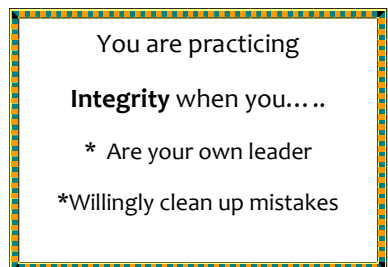 You are practicing
Integrity when you…..
* Are your own leader
*Willingly clean up mistakes